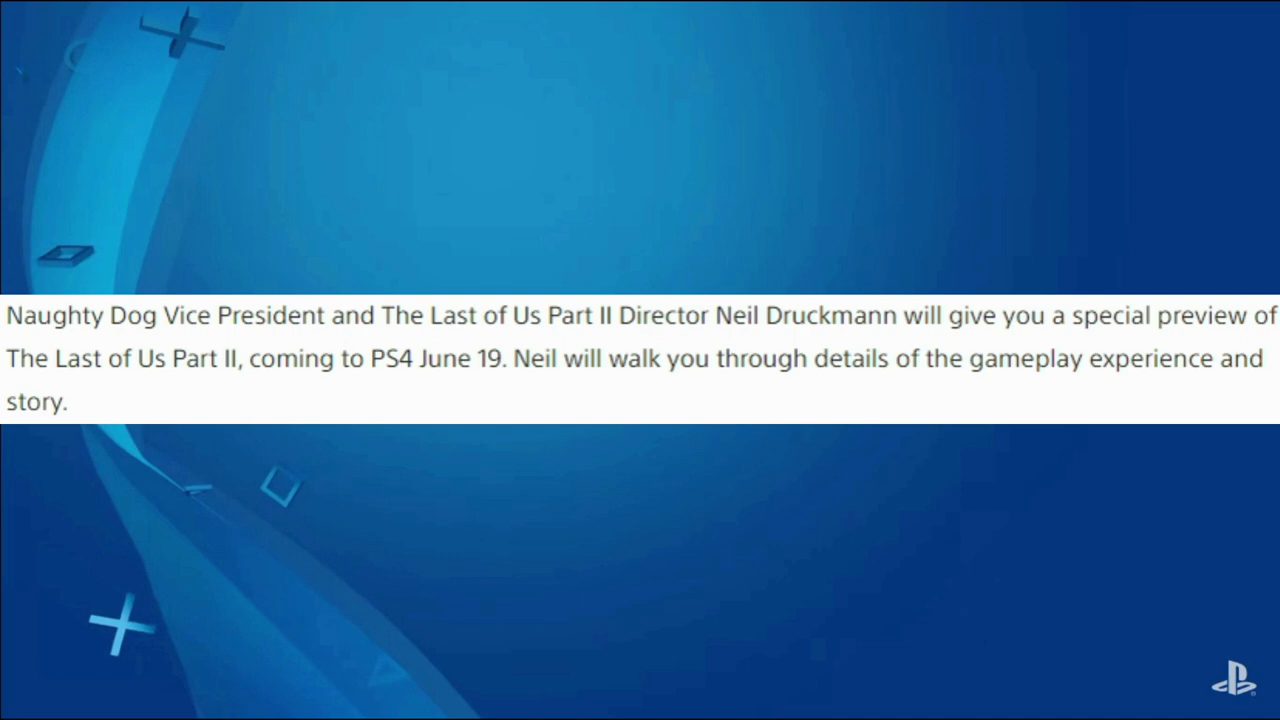 Naughty Dog Vice President and The Last of Us Part II Director Neil Druckmann will give you a special preview of
The Last of Us Part II, coming to PS4 June 19. Neil will walk you through details of the gameplay experience and
story.